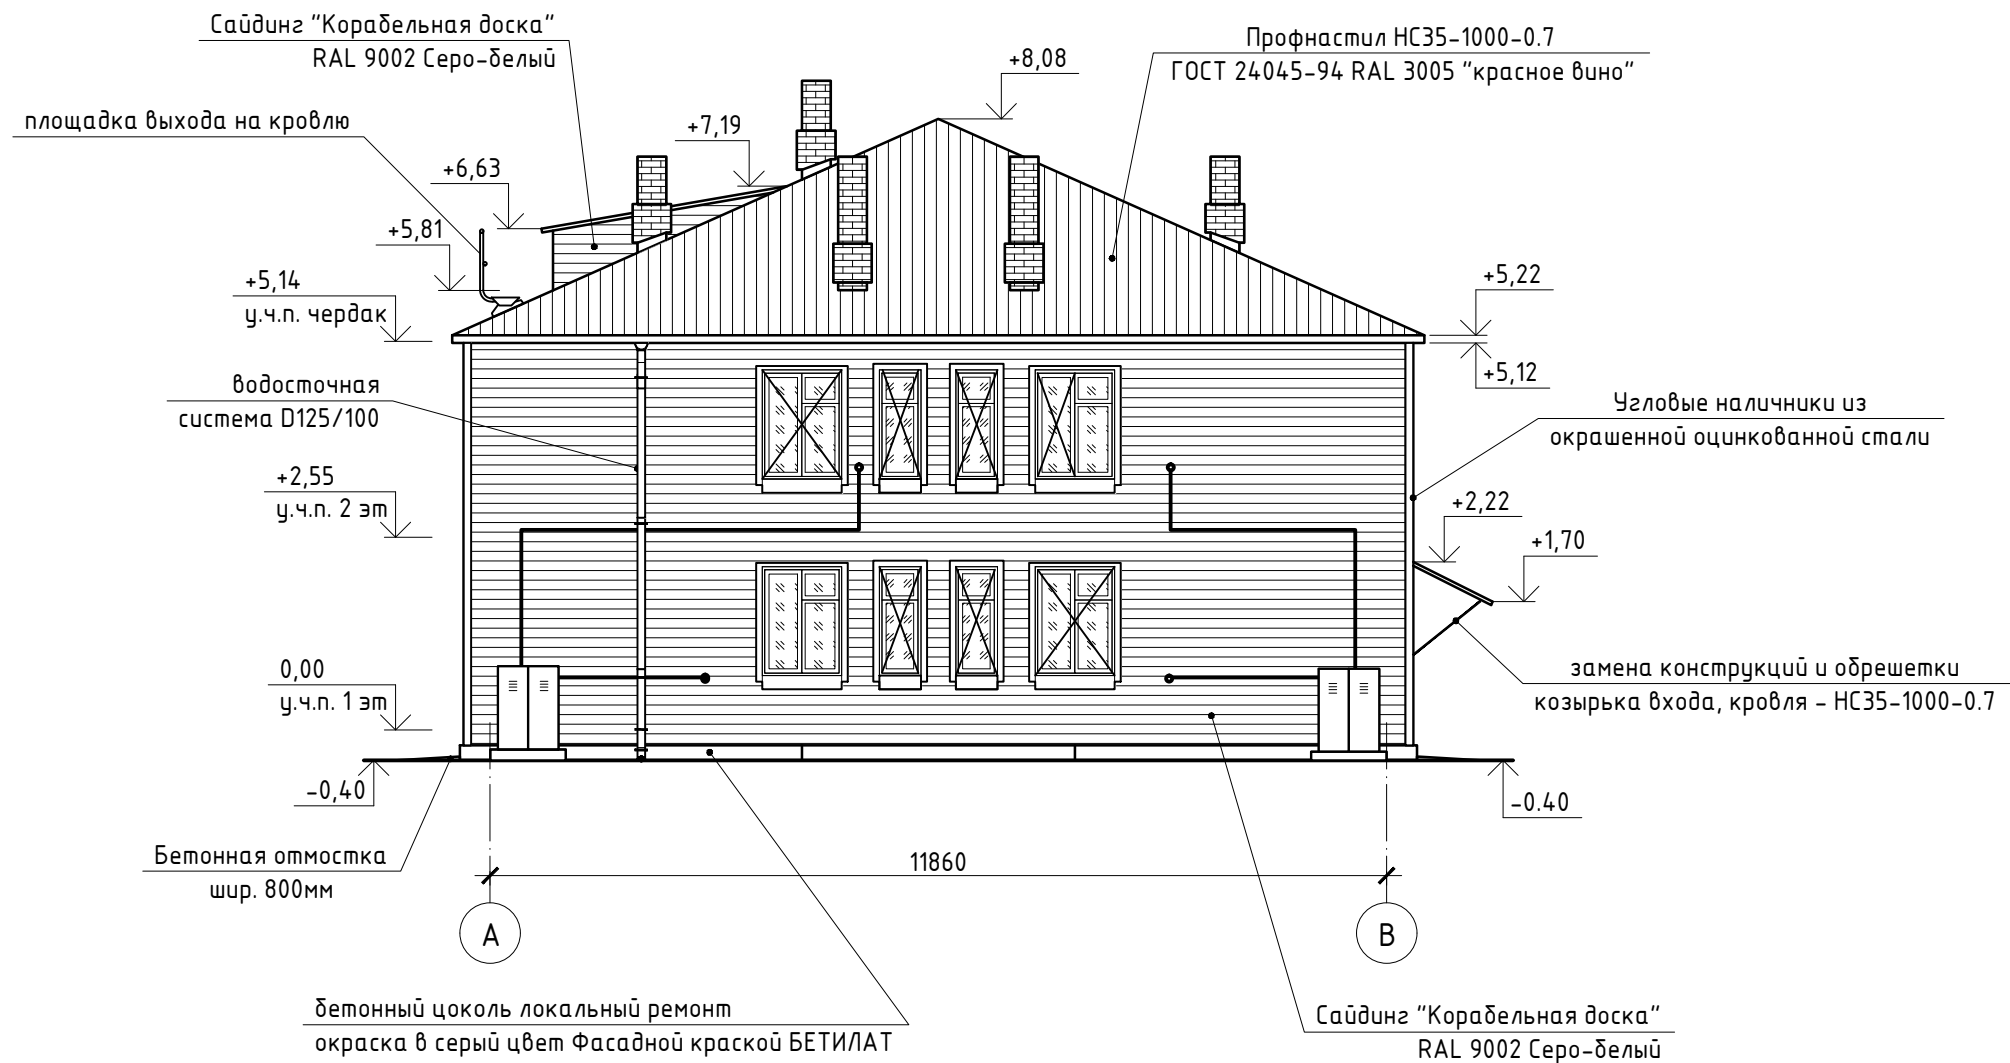 Сайдинг "Корабельная доска"
RAL 9002 Серо-белый
Профнастил НС35-1000-0.7
ГОСТ 24045-94 RAL 3005 "красное вино"
+8,08
площадка выхода на кровлю
+7,19
+6,63
+5,81
+5,14
у.ч.п. чердак
+5,22
+5,12
водосточная
система D125/100
Угловые наличники из
окрашенной оцинкованной стали
+2,55
у.ч.п. 2 эт
+2,22
+1,70
0,00
у.ч.п. 1 эт
замена конструкций и обрешетки
козырька входа, кровля - НС35-1000-0.7
-0,40
-0.40
Бетонная отмостка
шир. 800мм
11860
А
В
бетонный цоколь локальный ремонт
окраска в серый цвет Фасадной краской БЕТИЛАТ
Сайдинг "Корабельная доска"
RAL 9002 Серо-белый